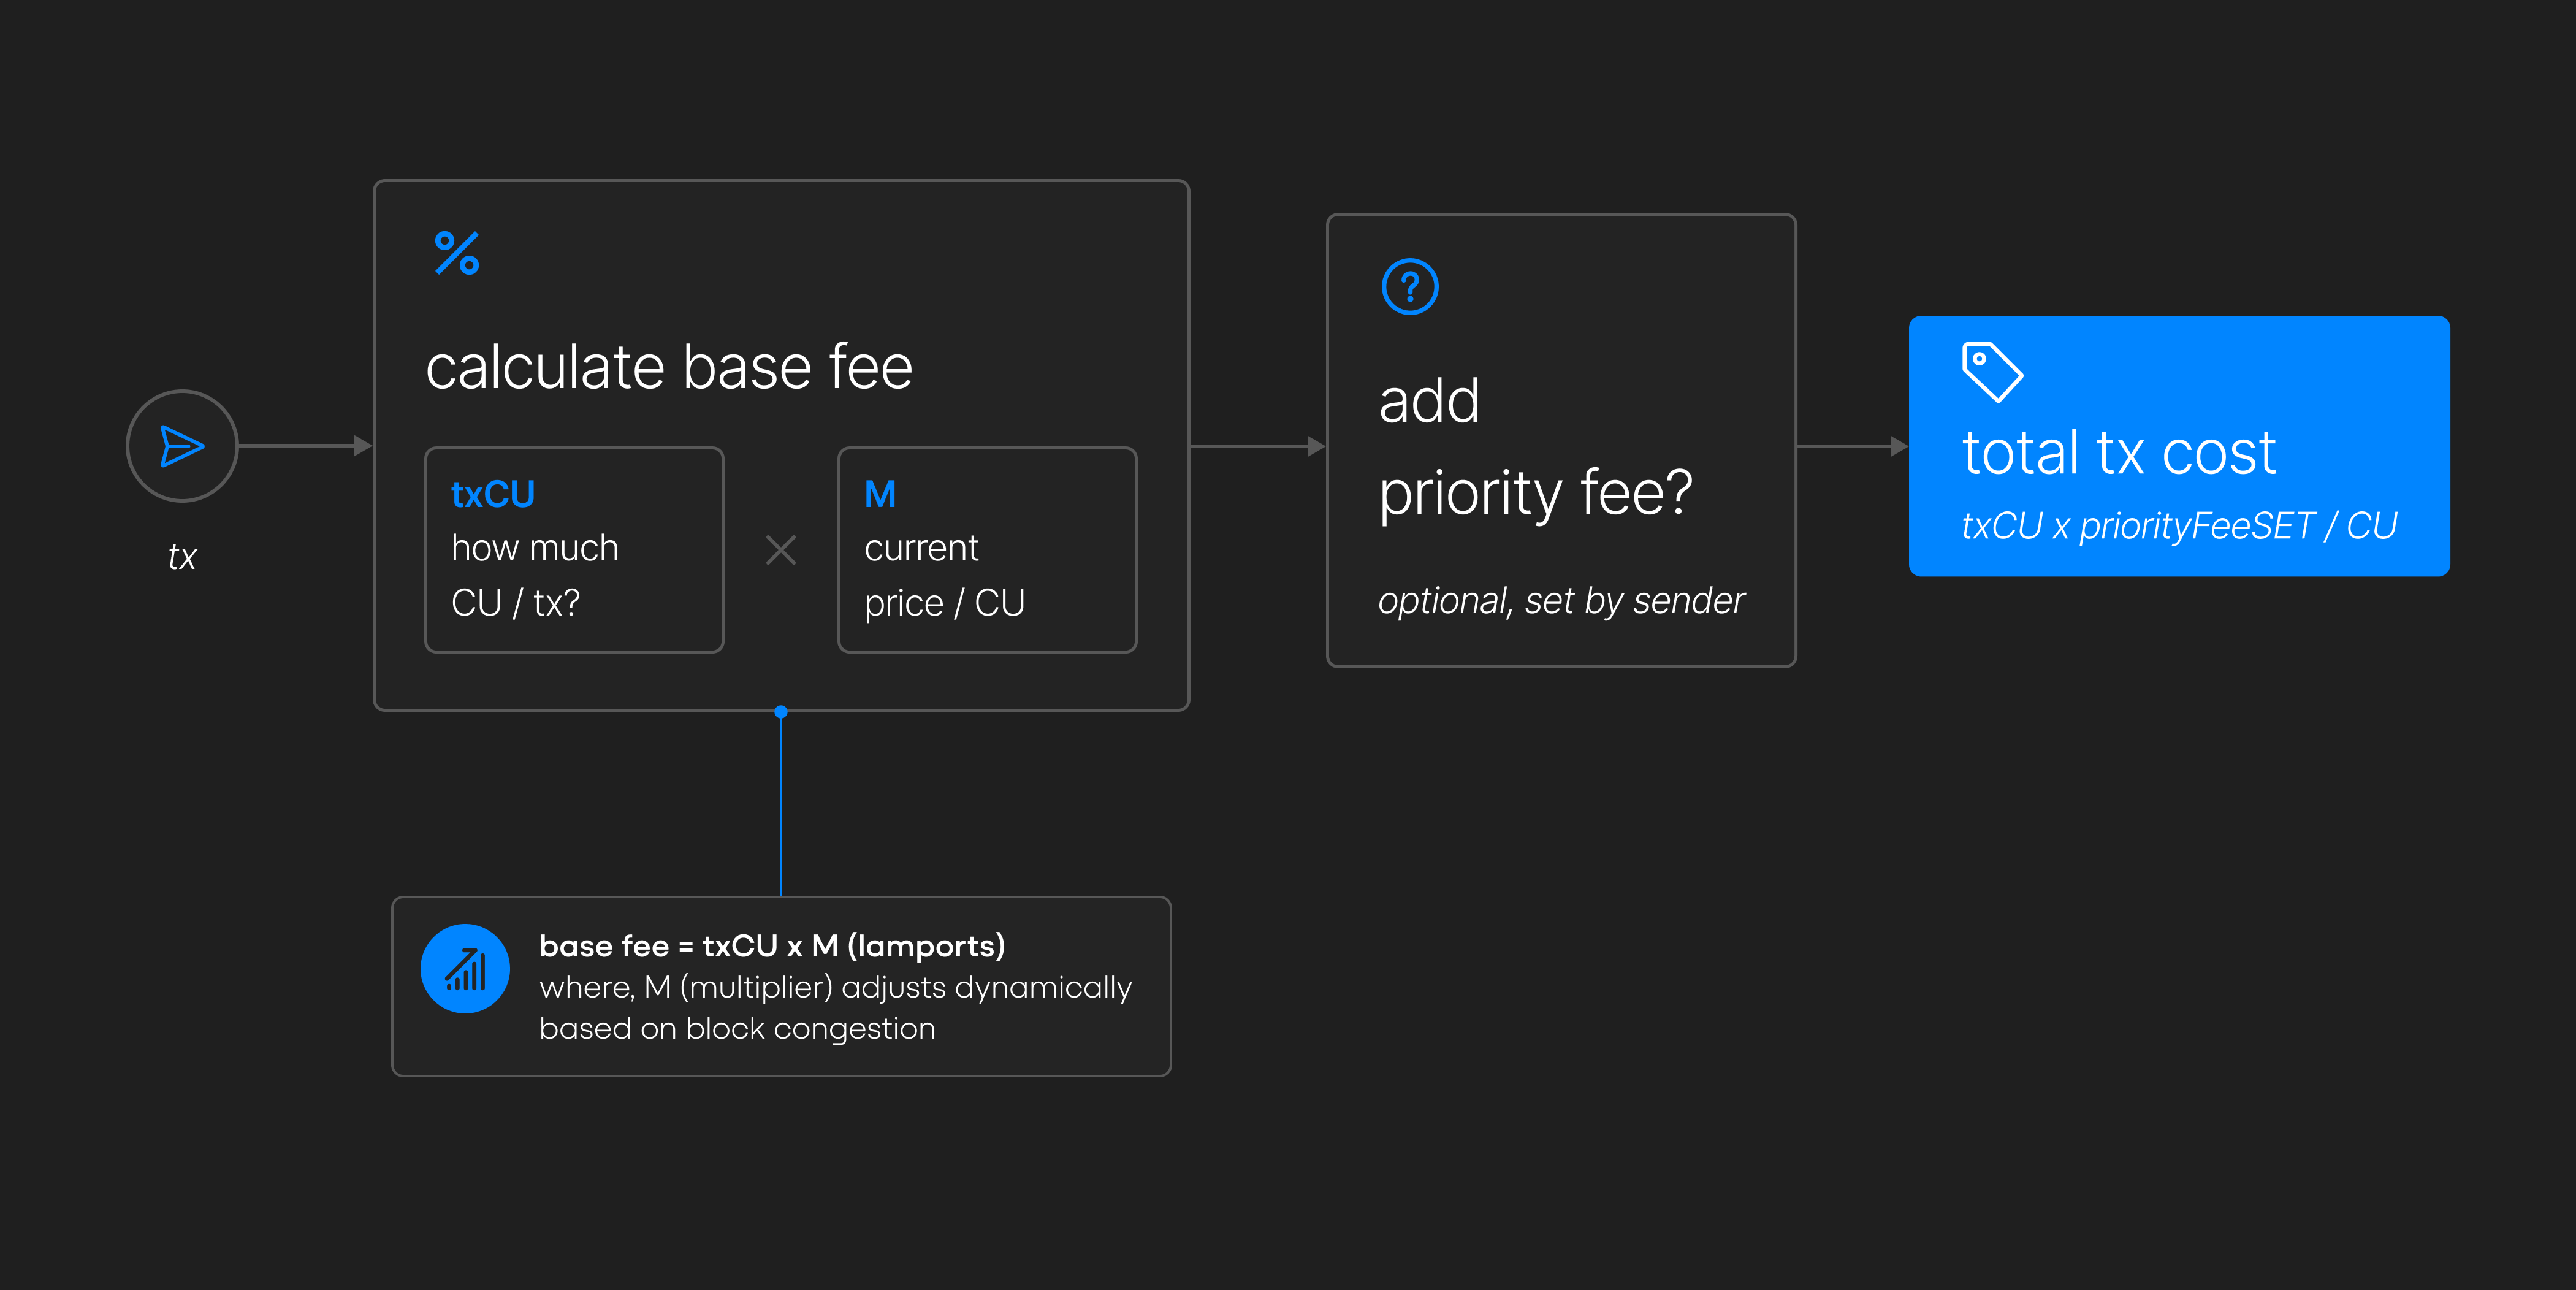 tx
calculate base fee
txCU
how much
CU / tx?
M
current
price / CU
base fee = txCU x M (lamports)
where, M (multiplier) adjusts dynamically
based on block congestion
add
priority fee?
optional, set by sender
total tx cost
txCU x priorityFeeSET / CU